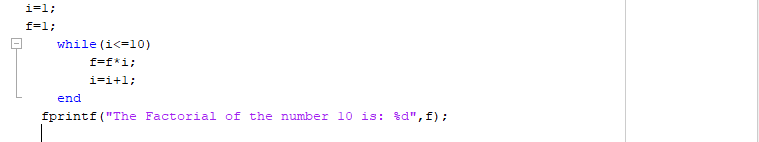 i=1;
f=1;
while(i<=10)
f=f*i;
i=i+1;
end
fprintf("The Factorial of the number 10 is: %d",f);